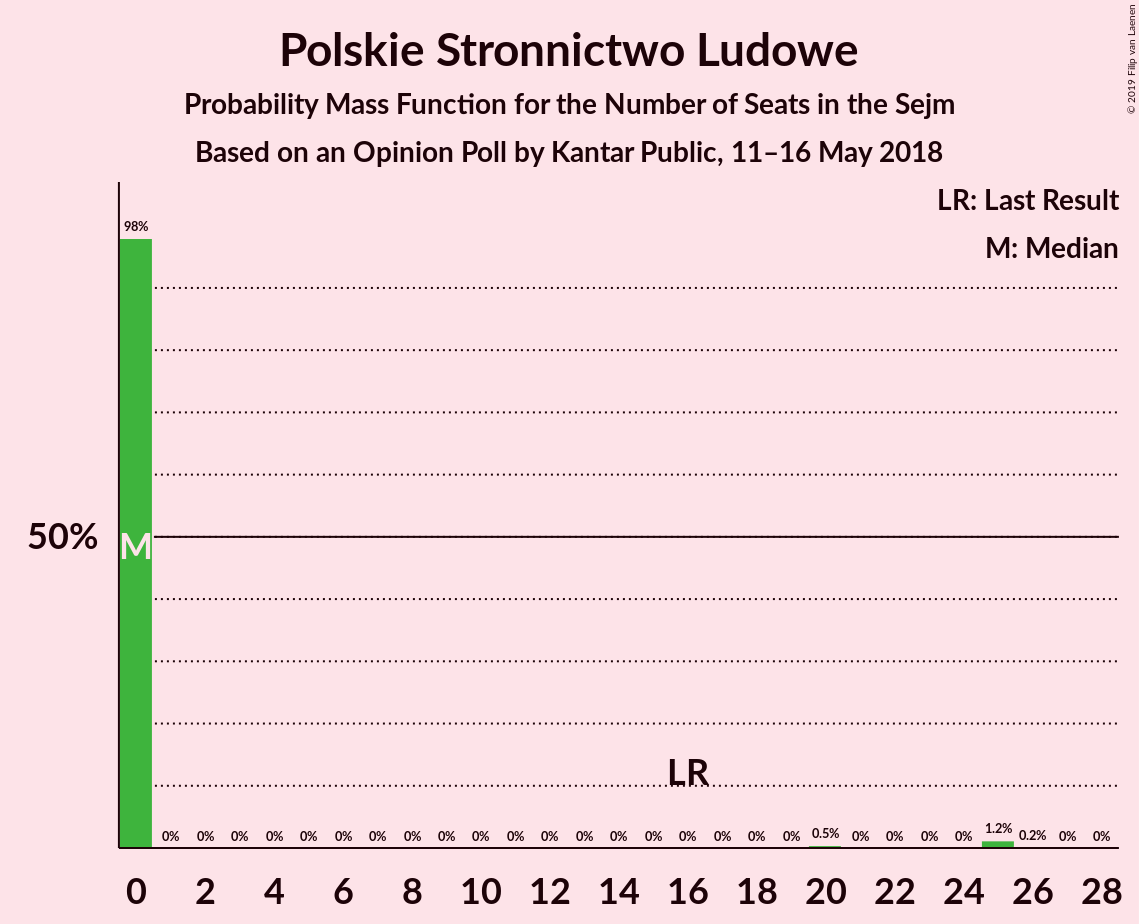 Polskie Stronnictwo Ludowe
Probability Mass Function for the Number of Seats in the Sejm
Based on an Opinion Poll by Kantar Public, 11–16 May 2018
© 2019 Filip van Laenen
LR: Last Result
M: Median
98%
50%
M
LR
0% 0% 0% 0% 0% 0% 0% 0% 0% 0% 0% 0% 0% 0% 0% 0% 0% 0% 0% 0.5% 0% 0% 0% 0% 1.2% 0.2% 0% 0%
0 2 4 6 8 10 12 14 16 18 20 22 24 26 28